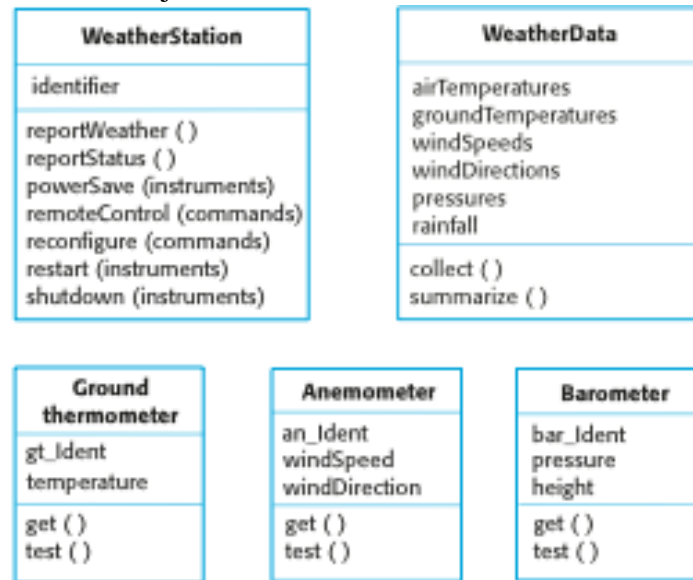 WeatherStation
identifier
reportWeather ( )
reportStatus ( )
powerSave (instruments)
remoteControl (commands)
reconfigure (commands)
restart (instruments)
shutdown (instruments)
WeatherData
airTemperatures
groundTemperatures
windSpeeds
windDirections
pressures
rainfall
collect ( )
summarize ( )
Ground
thermometer
gt_Ident
temperature
get ( )
test ( )
Anemometer
an_Ident
windSpeed
windDirection
get ( )
test ( )
Barometer
bar_Ident
pressure
height
get ( )
test ( )